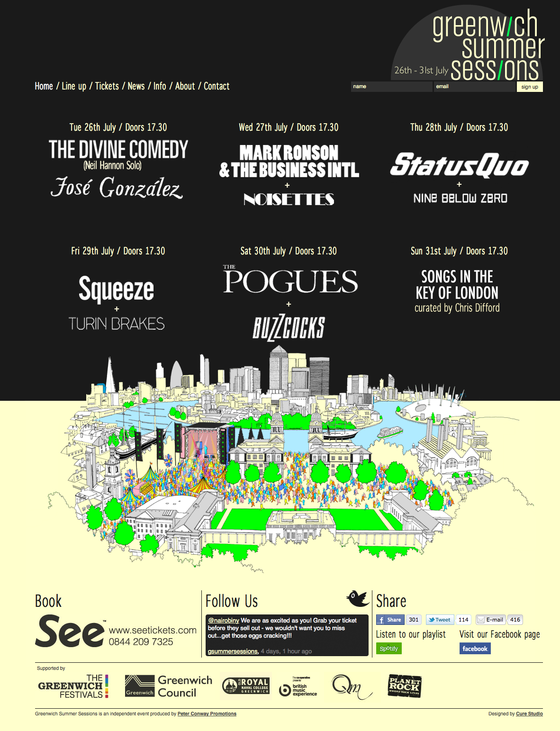 greenwich
summer
26th - 31st July sessions
Home / Line up / Tickets / News / Info / About / Contact
name email sign up
Tue 26th July / Doors 17.30
THE DIVINE COMEDY
(Neil Hannon Solo)
José González
Wed 27th July / Doors 17.30
MARK RONSON
& THE BUSINESS INTL
+
NOISETTES
Thu 28th July / Doors 17.30
StatusQuo
+
NINE BELOW ZERO
Fri 29th July / Doors 17.30
Squeeze
+
TURIN BRAKES
Sat 30th July / Doors 17.30
THE
POGUES
+
BUZZCOCKS
Sun 31st July / Doors 17.30
SONGS IN THE
KEY OF LONDON
curated by Chris Difford
Book
See™
www.seetickets.com
0844 209 7325
Follow Us
@nairobiny We are as excited as you! Grab your ticket
before they sell out - we wouldn't want you to miss
out...get those eggs cracking!!!
gsummersessions, 4 days, 1 hour ago
Share
f Share 301 Tweet 114 E-mail 416
Listen to our playlist
Spotify
Visit our Facebook page
facebook
Supported by
THE
GREENWICH
FESTIVALS
Greenwich
Greenwich
Council
ROYAL
NAVAL COLLEGE
GREENWICH
british
music
experience
Qm
PLANET
ROCK
Greenwich Summer Sessions is an independent event produced by Peter Conway Promotions
Designed by Cure Studio